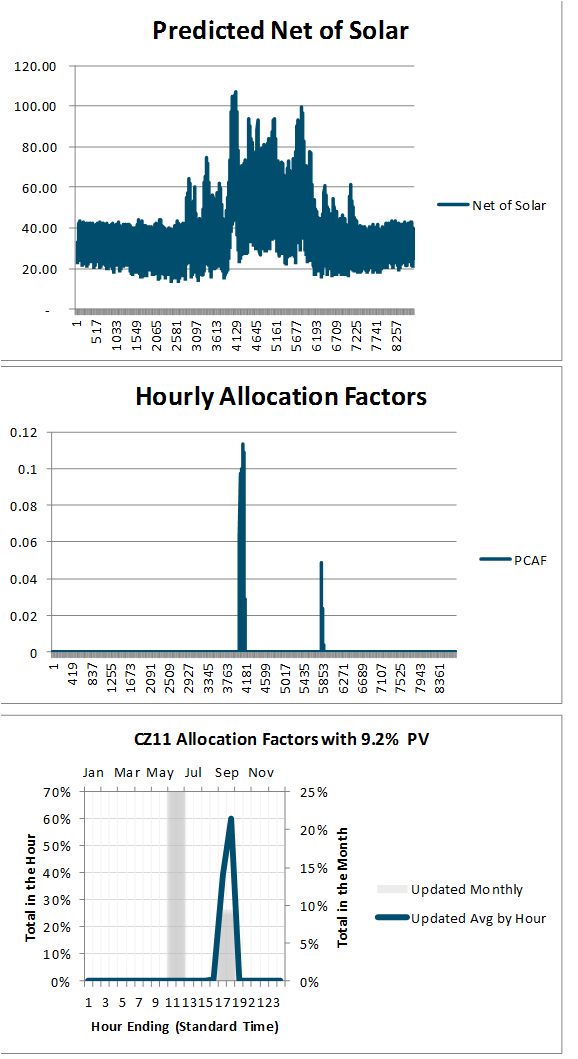 Predicted Net of Solar
120.00
100.00
80.00
60.00
40.00
20.00
-
1 517 1033 1549 2065 2581 3097 3613 4129 4645 5161 5677 6193 6709 7225 7741 8257
Net of Solar
Hourly Allocation Factors
0.12
0.1
0.08
0.06
0.04
0.02
0
1 419 837 1255 1673 2091 2509 2927 3345 3763 4181 4599 5017 5435 5853 6271 6689 7107 7525 7943 8361
PCAF
CZ11 Allocation Factors with 9.2% PV
Jan Mar May Jul Sep Nov
70% 25%
60% 20%
50% 15%
40% 10%
30% 5%
20% 0%
10%
0%
Total in the Hour
Total in the Month
1 3 5 7 9 11 13 15 17 19 21 23
Hour Ending (Standard Time)
Updated Monthly
Updated Avg by Hour